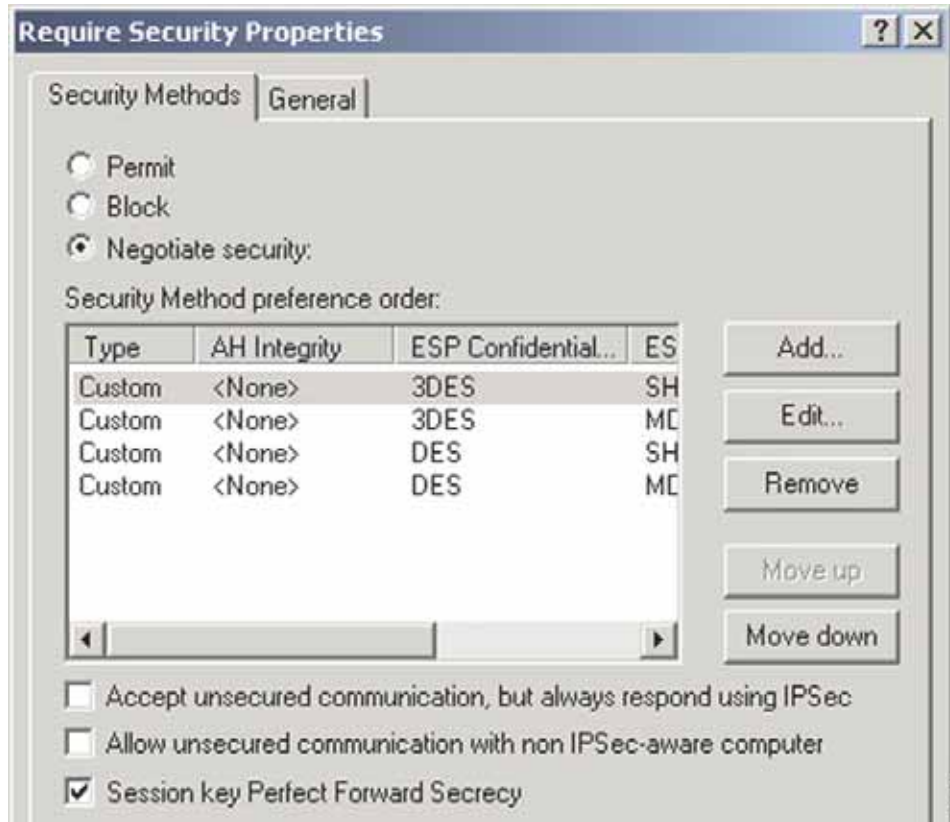 Require Security Properties ? ×
Security Methods General
Permit
Block
Negotiate security:
Security Method preference order:
Type AH Integrity ESP Confidential... ES
Custom <None> 3DES SH
Custom <None> 3DES MD
Custom <None> DES SH
Custom <None> DES MD
Add...
Edit...
Remove
Move up
Move down
Accept unsecured communication, but always respond using IPSec
Allow unsecured communication with non IPSec-aware computer
Session key Perfect Forward Secrecy